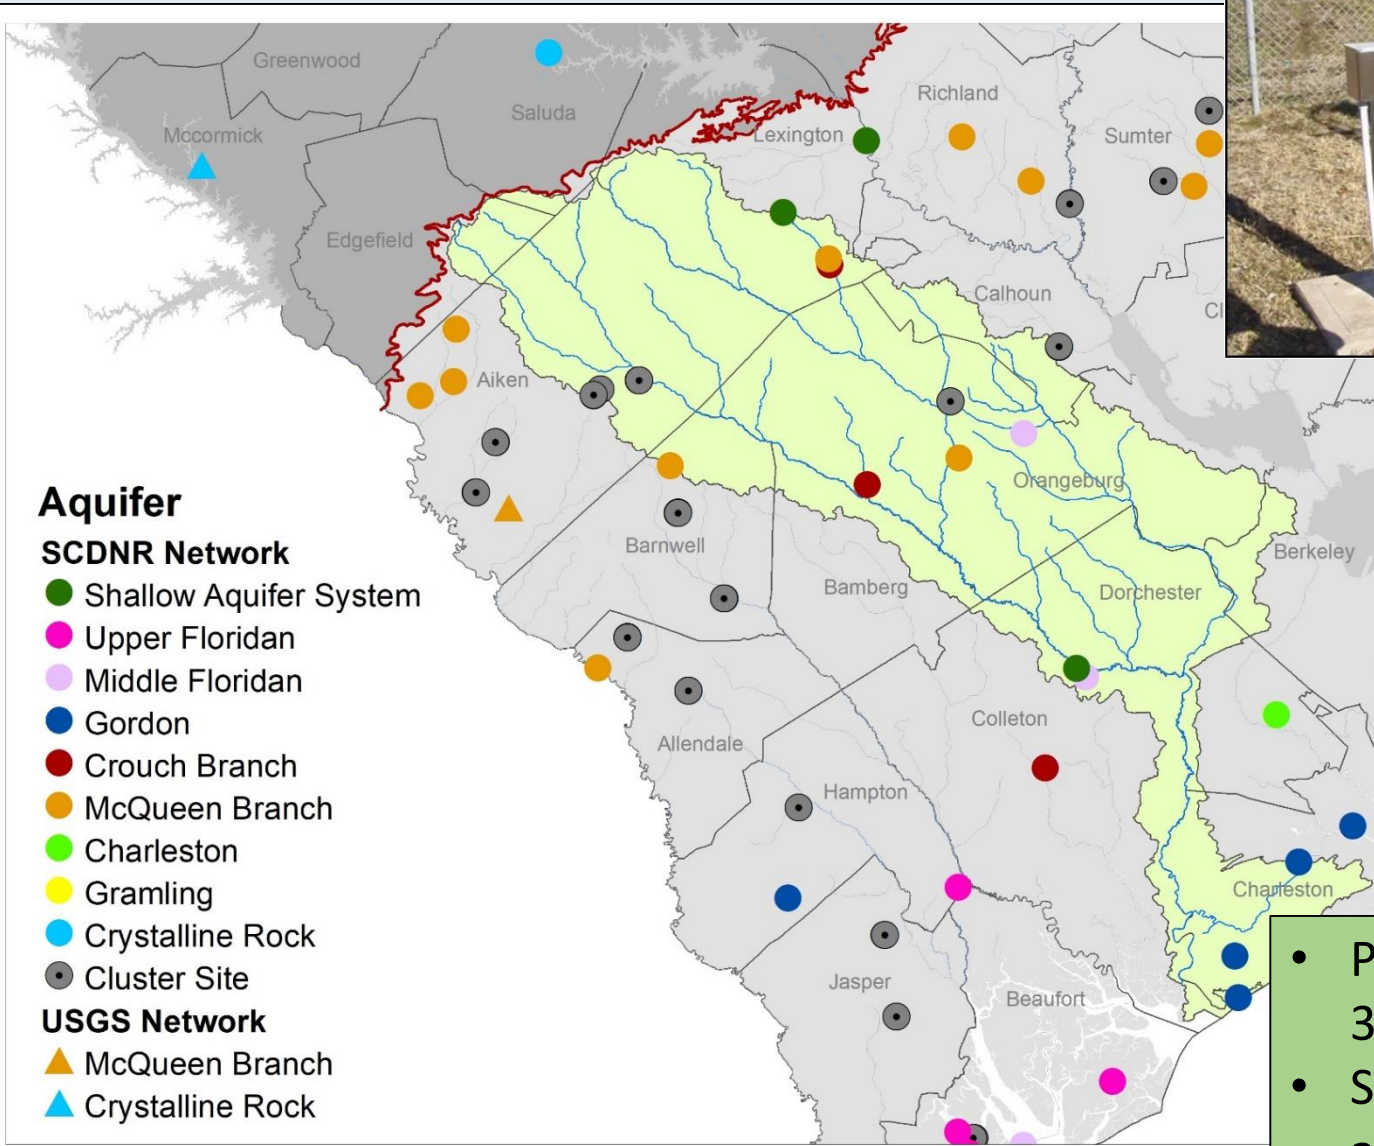 Greenwood
Saluda
Mccormick
Richland
Lexington
Sumter
Edgefield
Calhoun
Cl
Aiken
Orangeburg
Barnwell
Berkeley
Bamberg
Dorchester
Colleton
Allendale
Hampton
Charleston
Jasper
Beaufort
Aquifer
SCDNR Network
Shallow Aquifer System
Upper Floridan
Middle Floridan
Gordon
Crouch Branch
McQueen Branch
Charleston
Gramling
Crystalline Rock
Cluster Site
USGS Network
McQueen Branch
Crystalline Rock
• P
3
• S